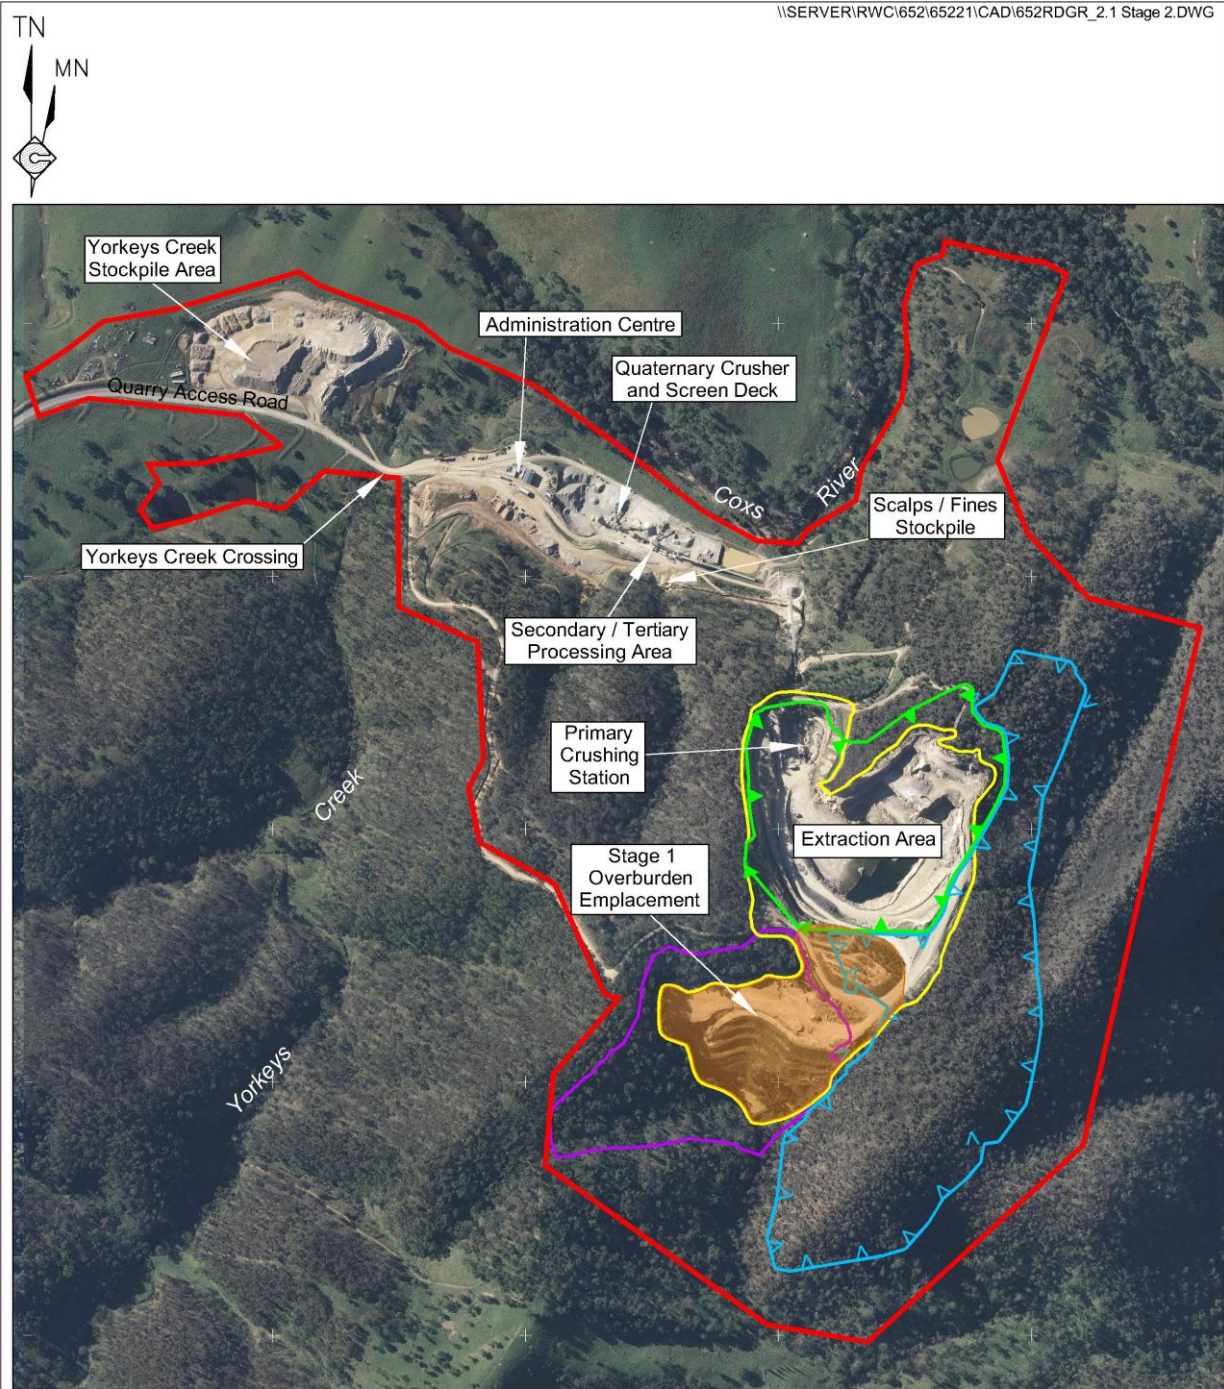 \\SERVER\RWC\652\65221\CAD\652RDGR_2.1 Stage 2.DWG
TN
MN
Yorkeys Creek
Stockpile Area
Administration Centre
Quaternary Crusher
and Screen Deck
Quarry Access Road
Coxs
River
Scalps / Fines
Stockpile
Yorkeys Creek Crossing
Secondary / Tertiary
Processing Area
Primary
Crushing
Station
Creek
Extraction Area
Stage 1
Overburden
Emplacement
Yorkeys